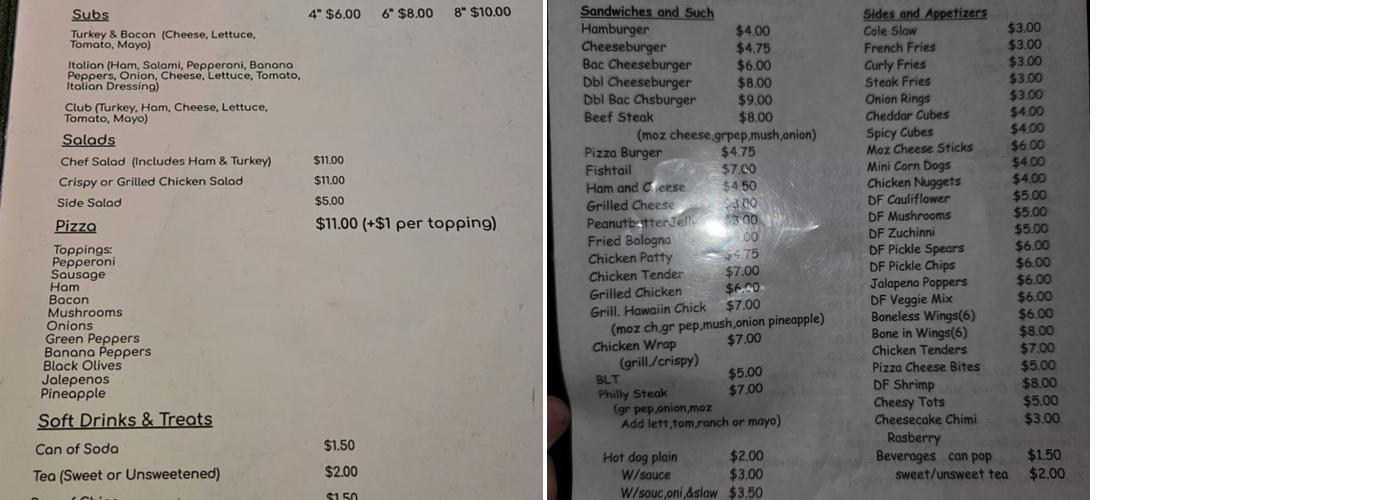 Subs 4" $6.00 6" $8.00 8" $10.00
Turkey & Bacon (Cheese, Lettuce,
Tomato, Mayo)
Italian (Ham, Salami, Pepperoni, Banana
Peppers, Onion, Cheese, Lettuce, Tomato,
Italian Dressing)
Club (Turkey, Ham, Cheese, Lettuce,
Tomato, Mayo)
Salads
Chef Salad (Includes Ham & Turkey) $11.00
Crispy or Grilled Chicken Salad $11.00
Side Salad $5.00
Pizza $11.00 (+$1 per topping)
Toppings:
Pepperoni
Sausage
Ham
Bacon
Mushrooms
Onions
Green Peppers
Banana Peppers
Black Olives
Jalepenos
Pineapple
Soft Drinks & Treats
Can of Soda $1.50
Tea (Sweet or Unsweetened) $2.00
$1.50
Sandwiches and Such
Hamburger $4.00
Cheeseburger $4.75
Bac Cheeseburger $6.00
Dbl Cheeseburger $8.00
Dbl Bac Chsburger $9.00
Beef Steak $8.00
(moz cheese,grpep,mush,onion)
Pizza Burger $4.75
Fishtail $7.00
Ham and Cheese $4.50
Grilled Cheese $3.00
PeanutbutterJelly $3.00
Fried Bologna
Chicken Patty $4.75
Chicken Tender $7.00
Grilled Chicken $6.00
Grill. Hawaiin Chick $7.00
(moz ch,gr pep,mush,onion pineapple)
Chicken Wrap $7.00
(grill./crispy)
BLT $5.00
Philly Steak $7.00
(gr pep,onion,moz
Add lett,tom,ranch or mayo)
Hot dog plain $2.00
W/sauce $3.00
W/sauc,oni,&slaw $3.50
Sides and Appetizers
Cole Slaw $3.00
French Fries $3.00
Curly Fries $3.00
Steak Fries $3.00
Onion Rings $3.00
Cheddar Cubes $4.00
Spicy Cubes $4.00
Moz Cheese Sticks $6.00
Mini Corn Dogs $4.00
Chicken Nuggets $4.00
DF Cauliflower $5.00
DF Mushrooms $5.00
DF Zuchinni $5.00
DF Pickle Spears $6.00
DF Pickle Chips $6.00
Jalapeno Poppers $6.00
DF Veggie Mix $6.00
Boneless Wings(6) $6.00
Bone in Wings(6) $8.00
Chicken Tenders $7.00
Pizza Cheese Bites $5.00
DF Shrimp $8.00
Cheesy Tots $5.00
Cheesecake Chimi $3.00
Rasberry
Beverages can pop $1.50
sweet/unsweet tea $2.00